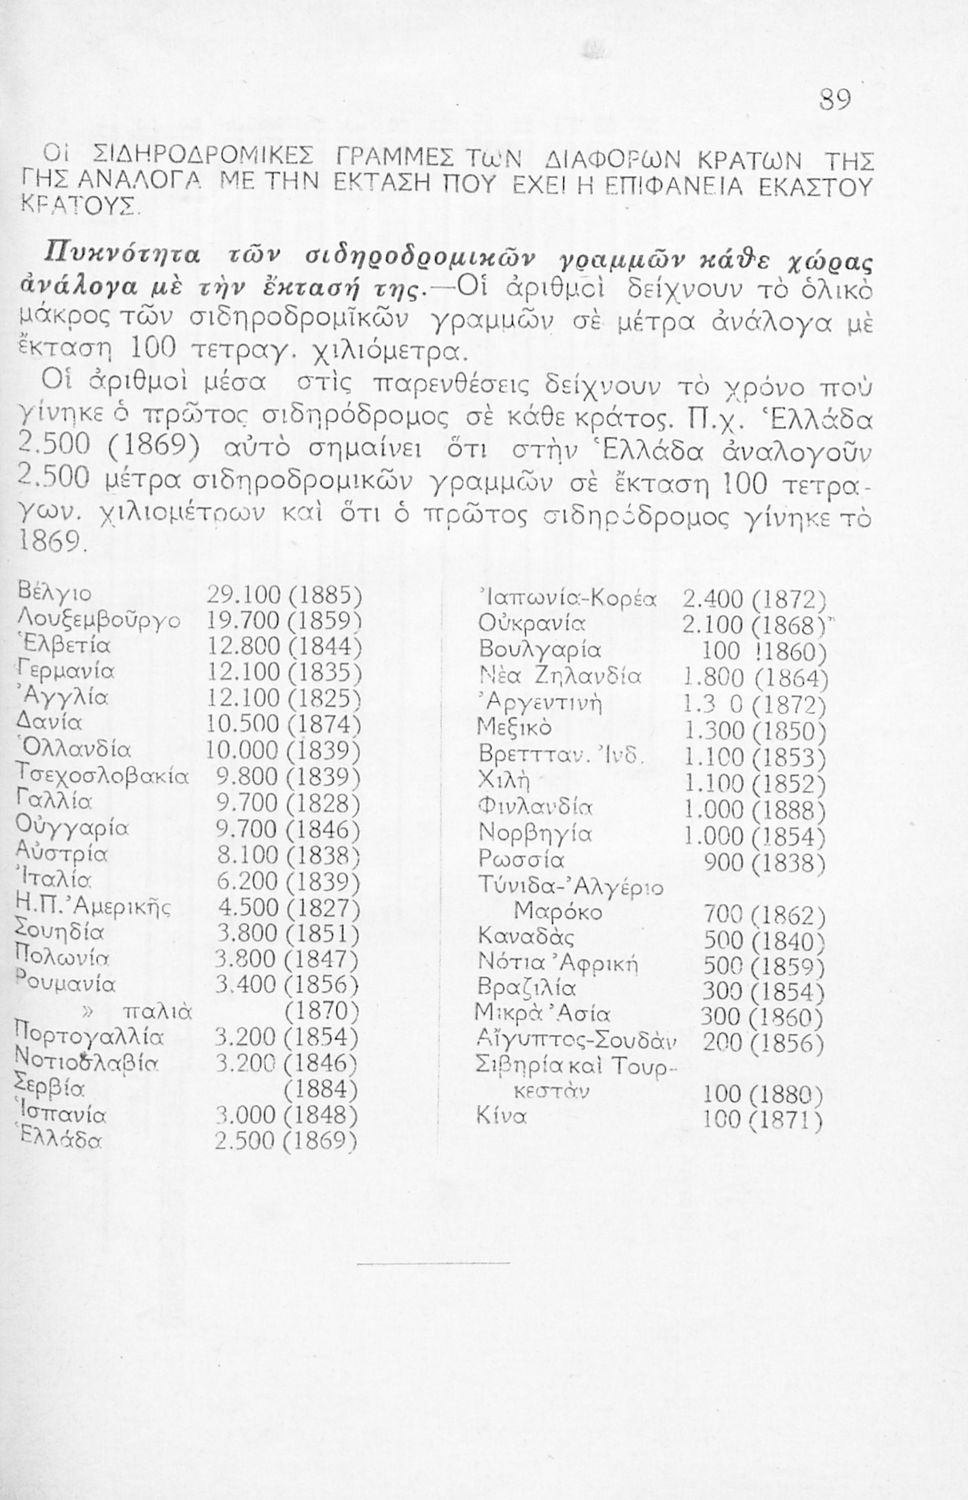 89
Οἱ ΣΙΔΗΡΟΔΡΟΜΙΚΕΣ ΓΡΑΜΜΕΣ ΤωΝ ΔΙΑΦΟΡωΝ ΚΡΑΤωΝ ΤΗΣ
ΓΗΣ ΑΝΑΛΟΓΑ ΜΕ ΤΗΝ ΕΚΤΑΣΗ ΠΟΥ ΕΧΕΙ Η ΕΠΙΦΑΝΕΙΑ ΕΚΑΣΤΟΥ
ΚΡΑΤΟΥΣ.
Πυκνότητα τῶν σιδηροδρομικῶν γραμμῶν κάθε χώρας
ἀνάλογα μὲ τὴν ἔκτασή της.—Οἱ ἀριθμοὶ δείχνουν τὸ ὁλικὸ
μάκρος τῶν σιδηροδρομῖκῶν γραμμῶν σὲ μέτρα ἀνάλογα μὲ
ἔκταση 100 τετραγ. χιλιόμετρα.
Οἱ ἀριθμοὶ μέσα στὶς παρενθέσεις δείχνουν τὸ χρόνο ποὺ
γίνηκε ὁ πρῶτος σιδηρόδρομος σὲ κάθε κράτος. Π.χ. Ἑλλάδα
2.500 (1869) αὐτὸ σημαίνει ὅτι στὴν Ἑλλάδα ἀναλογοῦν
2.500 μέτρα σιδηροδρομικῶν γραμμῶν σὲ ἔκταση 100 τετρα-
γων. χιλιομέτρων καὶ ὅτι ὁ πρῶτος σιδηρόδρομος γίνηκε τὸ
1869.
Βέλγιο 29.100 (1885)
Λουξεμβοῦργο 19.700 (1859)
Ἑλβετία 12.800 (1844)
Γερμανία 12.100 (1835)
Ἀγγλία 12.100 (1825)
Δανία 10.500 (1874)
Ὁλλανδία 10.000 (1839)
Τσεχοσλοβακία 9.800 (1839)
Γαλλία 9.700 (1828)
Οὐγγαρία 9.700 (1846)
Αὐστρία 8.100 (1838)
Ἰταλία 6.200 (1839)
Η.Π.Ἀμερικῆς 4.500 (1827)
Σουηδία 3.800 (1851)
Πολωνία 3.800 (1847)
Ρουμανία 3.400 (1856)
» παλιὰ (1870)
Πορτογαλλία 3.200 (1854)
Νοτιοσλαβία 3.200 (1846)
Σερβία (1884)
Ἱσπανία 3.000 (1848)
Ἑλλάδα 2.500 (1869)
Ἰαπωνία-Κορέα 2.400 (1872)
Οὐκρανία 2.100 (1868)
Βουλγαρία 100 !1860)
Νέα Ζηλανδία 1.800 (1864)
Ἀργεντινὴ 1.3 0 (1872)
Μεξικὸ 1.300 (1850)
Βρεττταν. Ἰνδ. 1.100 (1853)
Χιλὴ 1.100 (1852)
Φινλανδία 1.000 (1888)
Νορβηγία 1.000 (1854)
Ρωσσία 900 (1838)
Τύνιδα-Ἀλγέριο
Μαρόκο 700 (1862)
Καναδὰς 500 (1840)
Νότια Ἀφρικὴ 500 (1859)
Βραζιλία 300 (1854)
Μικρὰ Ἀσία 300 (1860)
Αἴγυπτος-Σουδὰν 200 (1856)
Σιβηρία καὶ Τουρ-
κεστὰν 100 (1880)
Κίνα 100 (1871)